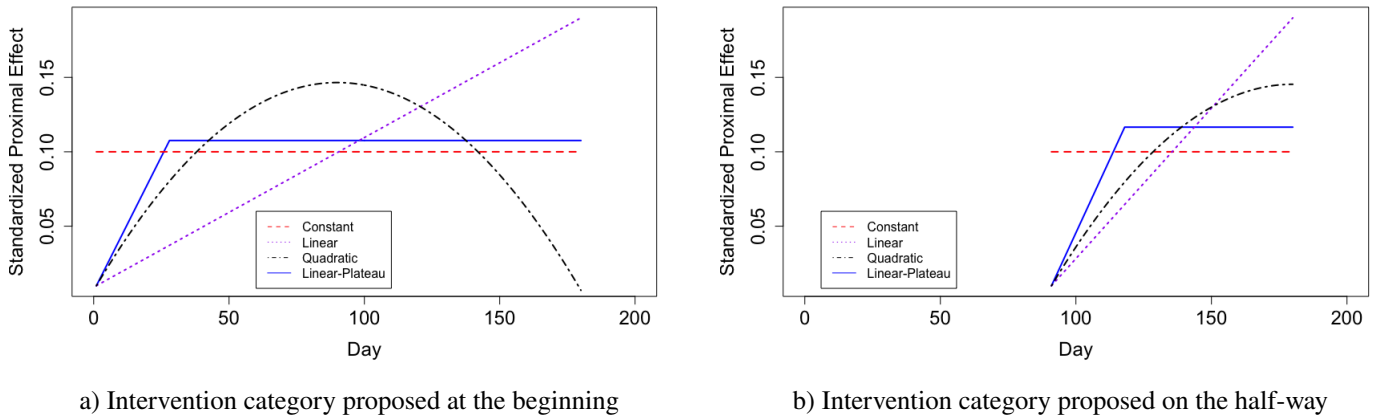 Standardized Proximal Effect
0.15
0.10
0.05
Constant
Linear
Quadratic
Linear-Plateau
0 50 100 150 200
Day
a) Intervention category proposed at the beginning
Standardized Proximal Effect
0.15
0.10
0.05
Constant
Linear
Quadratic
Linear-Plateau
0 50 100 150 200
Day
b) Intervention category proposed on the half-way